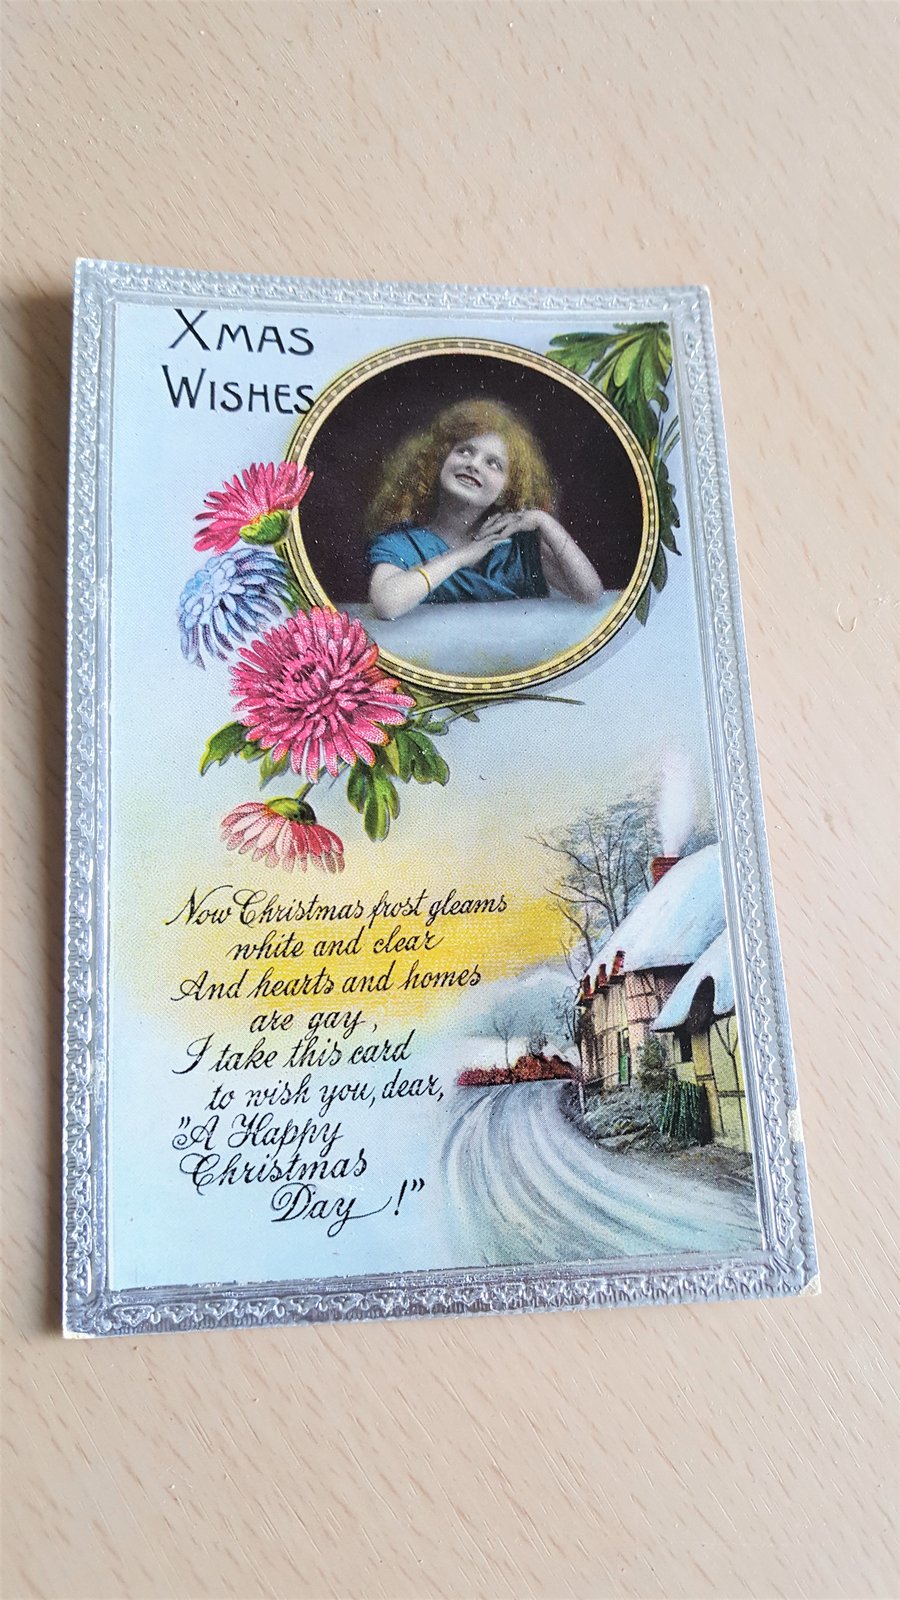 XMAS
WISHES
Now Christmas frost gleams
white and clear
And hearts and homes
are gay,
I take this card
to wish you, dear,
"A Happy
Christmas
Day!"